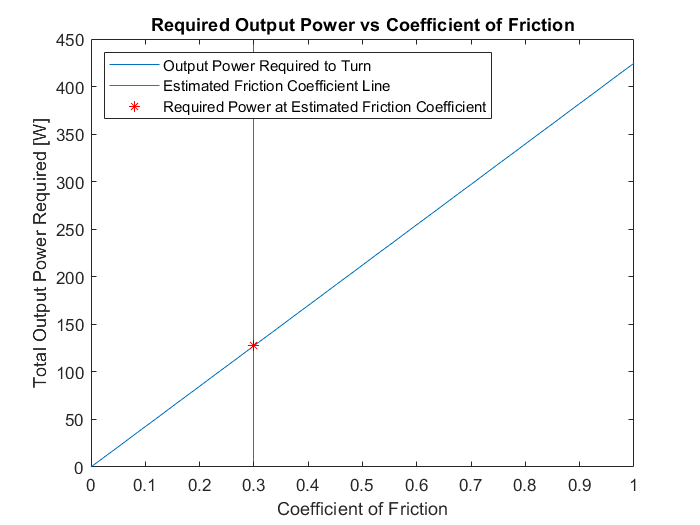 Required Output Power vs Coefficient of Friction
450
400
350
300
250
200
150
100
50
0
Total Output Power Required [W]
Output Power Required to Turn
Estimated Friction Coefficient Line
Required Power at Estimated Friction Coefficient
0 0.1 0.2 0.3 0.4 0.5 0.6 0.7 0.8 0.9 1
Coefficient of Friction